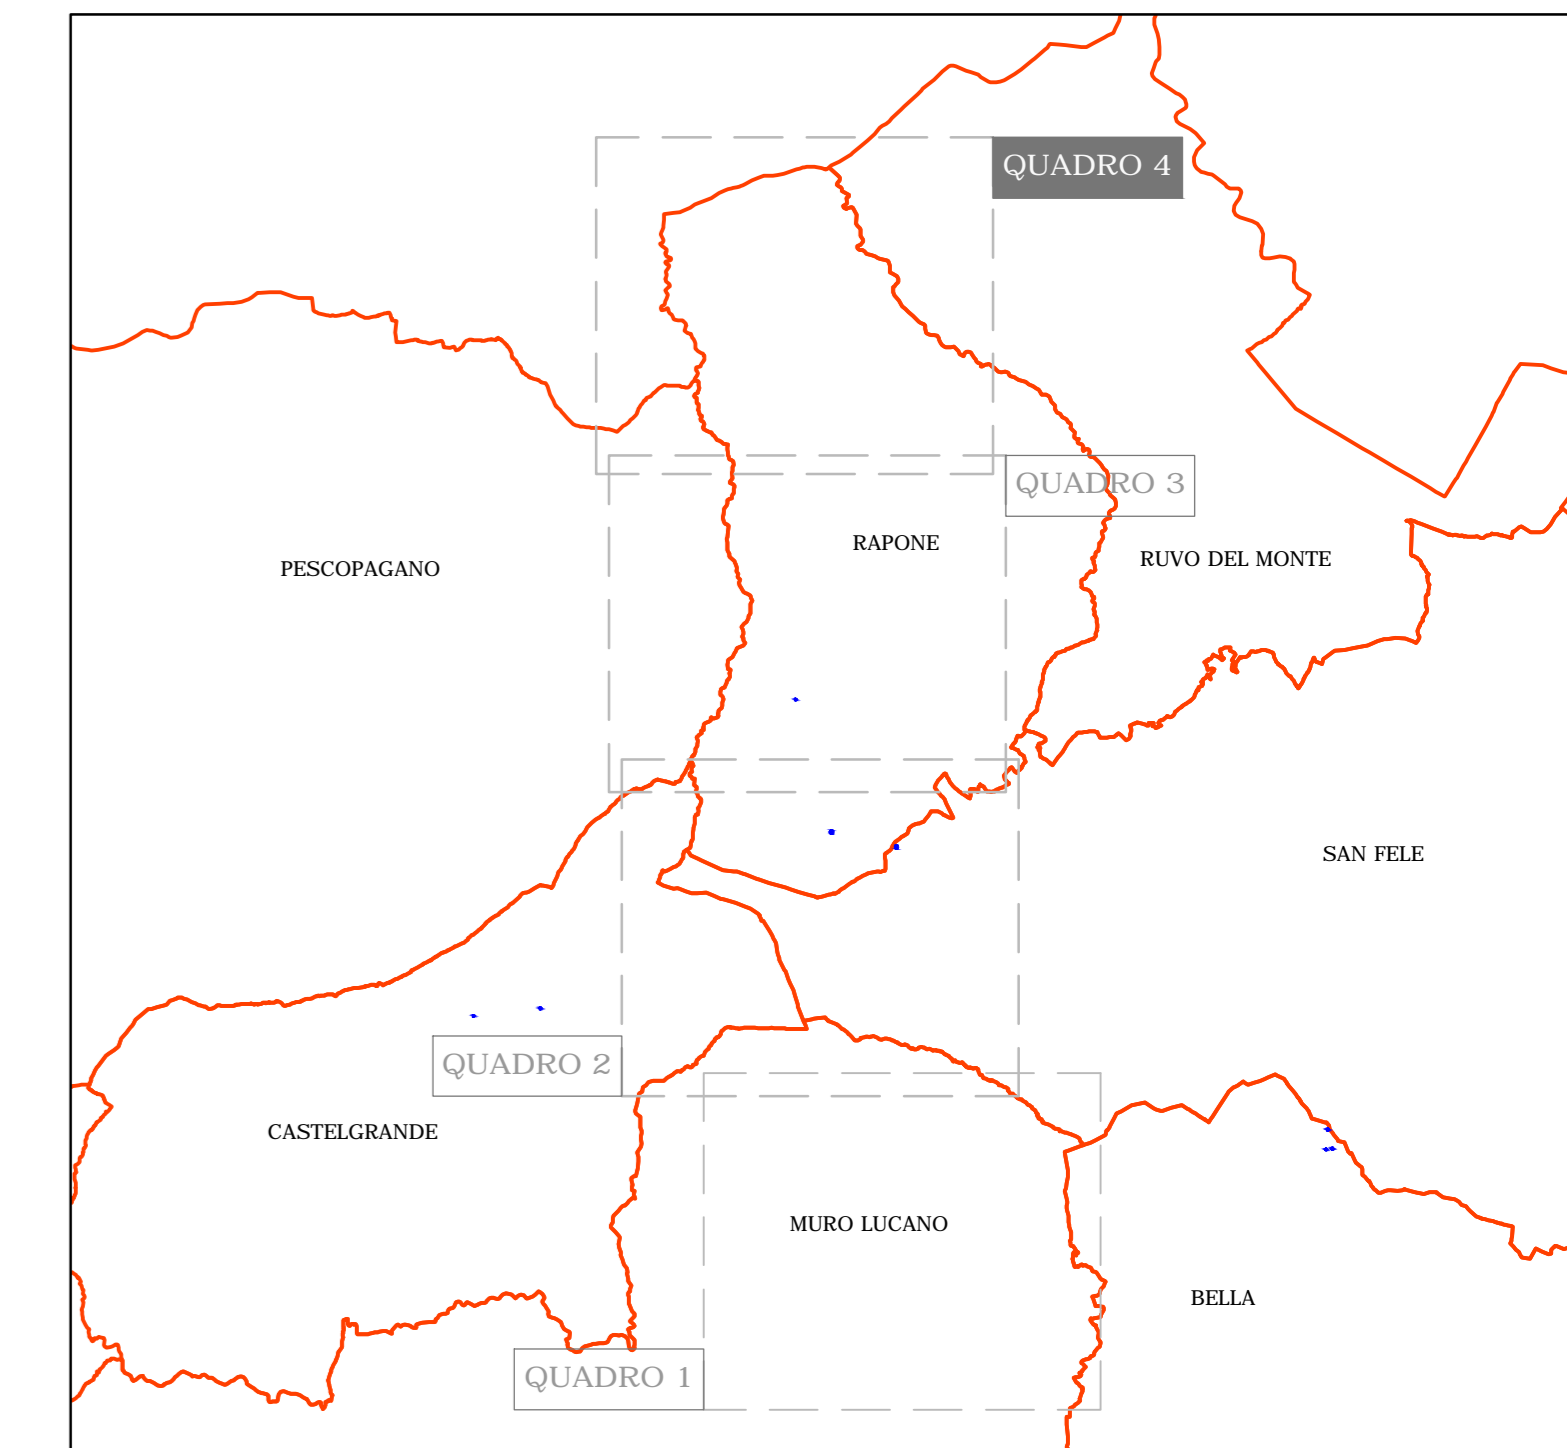 QUADRO 4
QUADRO 3
RAPONE
RUVO DEL MONTE
PESCOPAGANO
SAN FELE
QUADRO 2
CASTELGRANDE
MURO LUCANO
BELLA
QUADRO 1